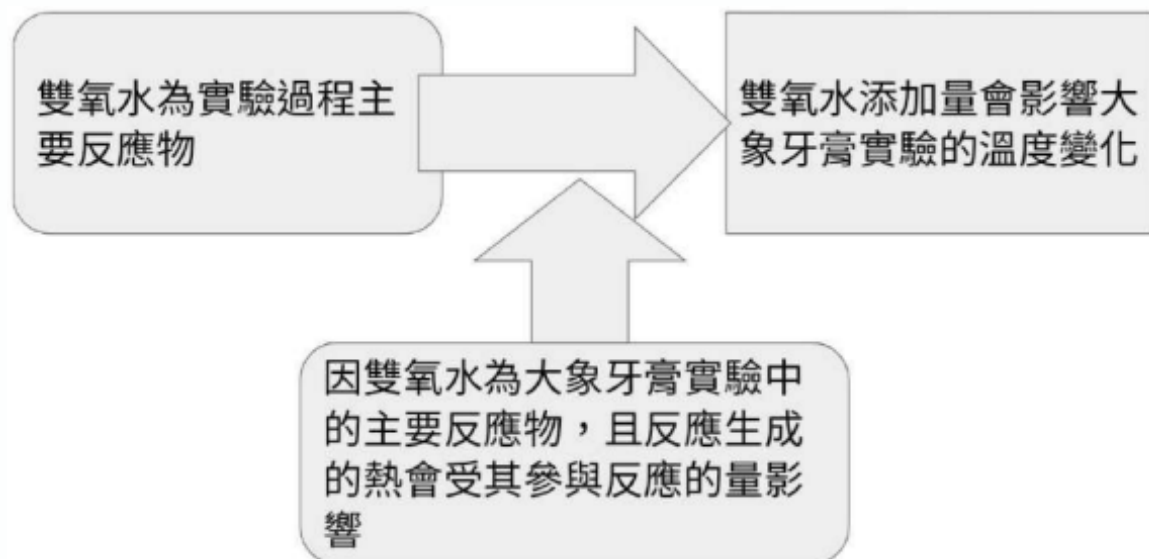 雙氧水為實驗過程主
要反應物
雙氧水添加量會影響大
象牙膏實驗的溫度變化
因雙氧水為大象牙膏實驗中
的主要反應物，且反應生成
的熱會受其參與反應的量影
響